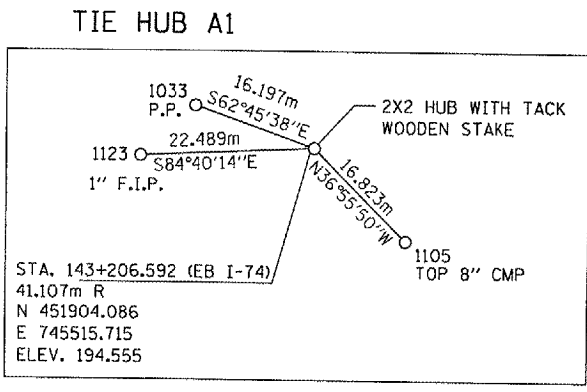 TIE HUB A1
1033
P.P.
16.197m
S62°45'38"E
2X2 HUB WITH TACK
WOODEN STAKE
1123
22.489m
S84°40'14"E
1" F.I.P.
16.823m
N36°55'50"W
1105
TOP 8" CMP
STA. 143+206.592 (EB I-74)
41.107m R
N 451904.086
E 745515.715
ELEV. 194.555